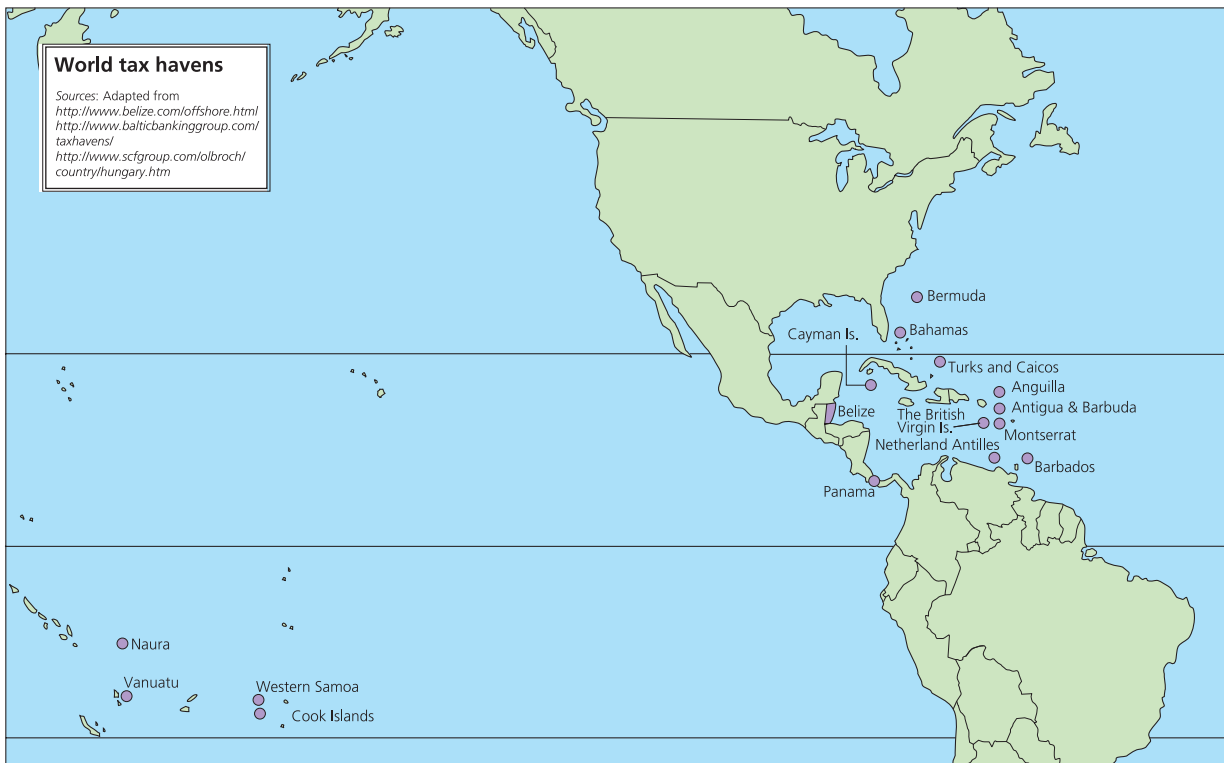 World tax havens
Sources: Adapted from
http://www.belize.com/offshore.html
http://www.balticbankinggroup.com/
taxhavens/
http://www.scfgroup.com/olbroch/
country/hungary.htm
Bermuda
Bahamas
Cayman Is.
Turks and Caicos
Anguilla
Antigua & Barbuda
Belize
The British
Virgin Is.
Montserrat
Netherland Antilles
Barbados
Panama
Naura
Vanuatu
Western Samoa
Cook Islands